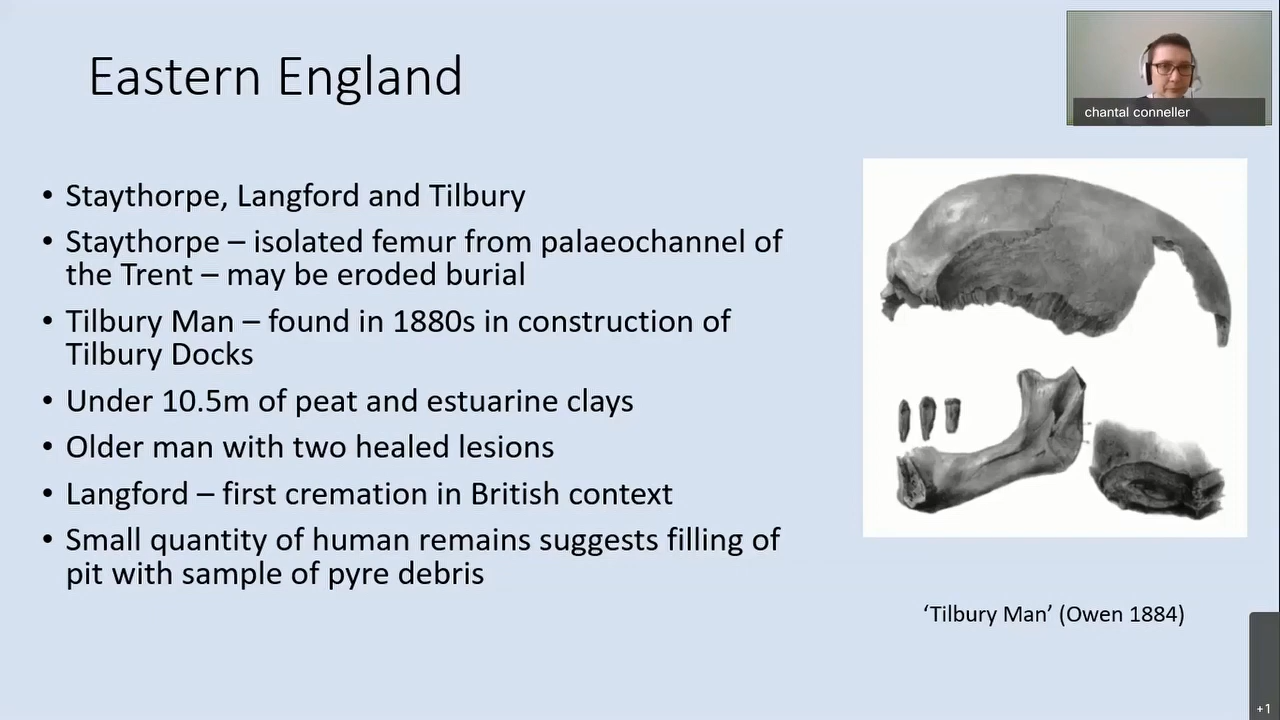 Eastern England
chantal conneller
• Staythorpe, Langford and Tilbury
• Staythorpe – isolated femur from palaeochannel of
the Trent – may be eroded burial
• Tilbury Man – found in 1880s in construction of
Tilbury Docks
• Under 10.5m of peat and estuarine clays
• Older man with two healed lesions
• Langford – first cremation in British context
• Small quantity of human remains suggests filling of
pit with sample of pyre debris
‘Tilbury Man’ (Owen 1884)
+1